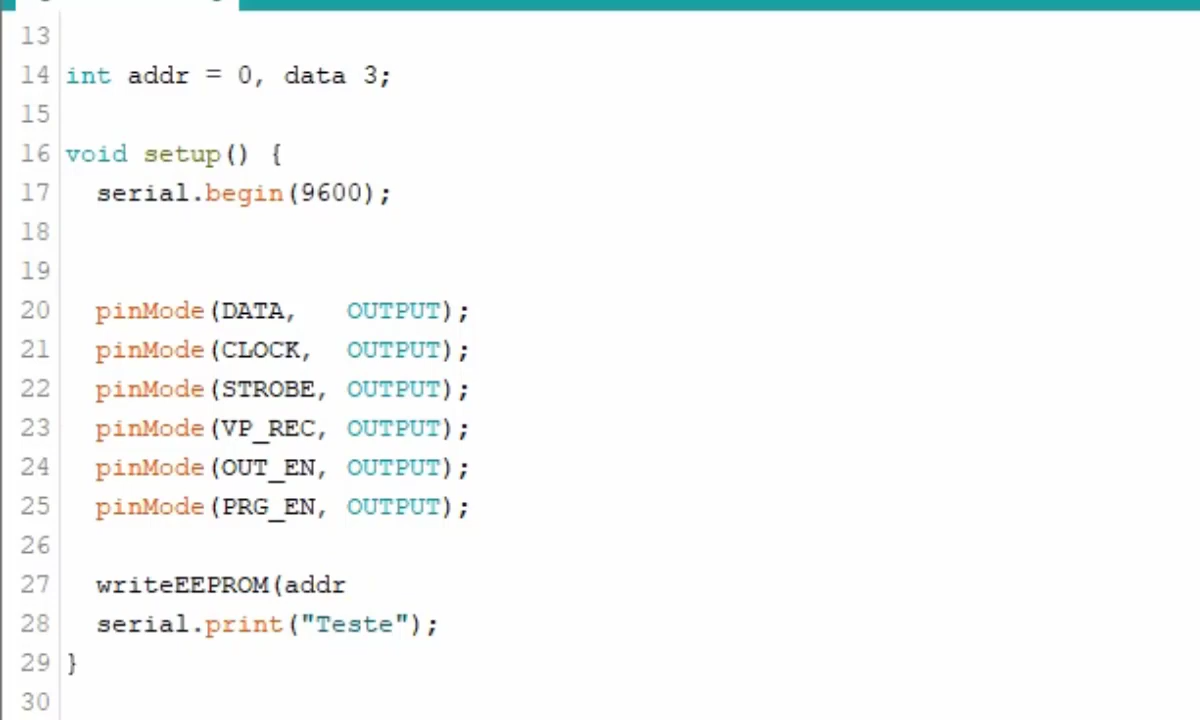 13
14 int addr = 0, data 3;
15
16 void setup() {
17 serial.begin(9600);
18
19
20 pinMode(DATA, OUTPUT);
21 pinMode(CLOCK, OUTPUT);
22 pinMode(STROBE, OUTPUT);
23 pinMode(VP_REC, OUTPUT);
24 pinMode(OUT_EN, OUTPUT);
25 pinMode(PRG_EN, OUTPUT);
26
27 writeEEPROM(addr
28 serial.print("Teste");
29 }
30